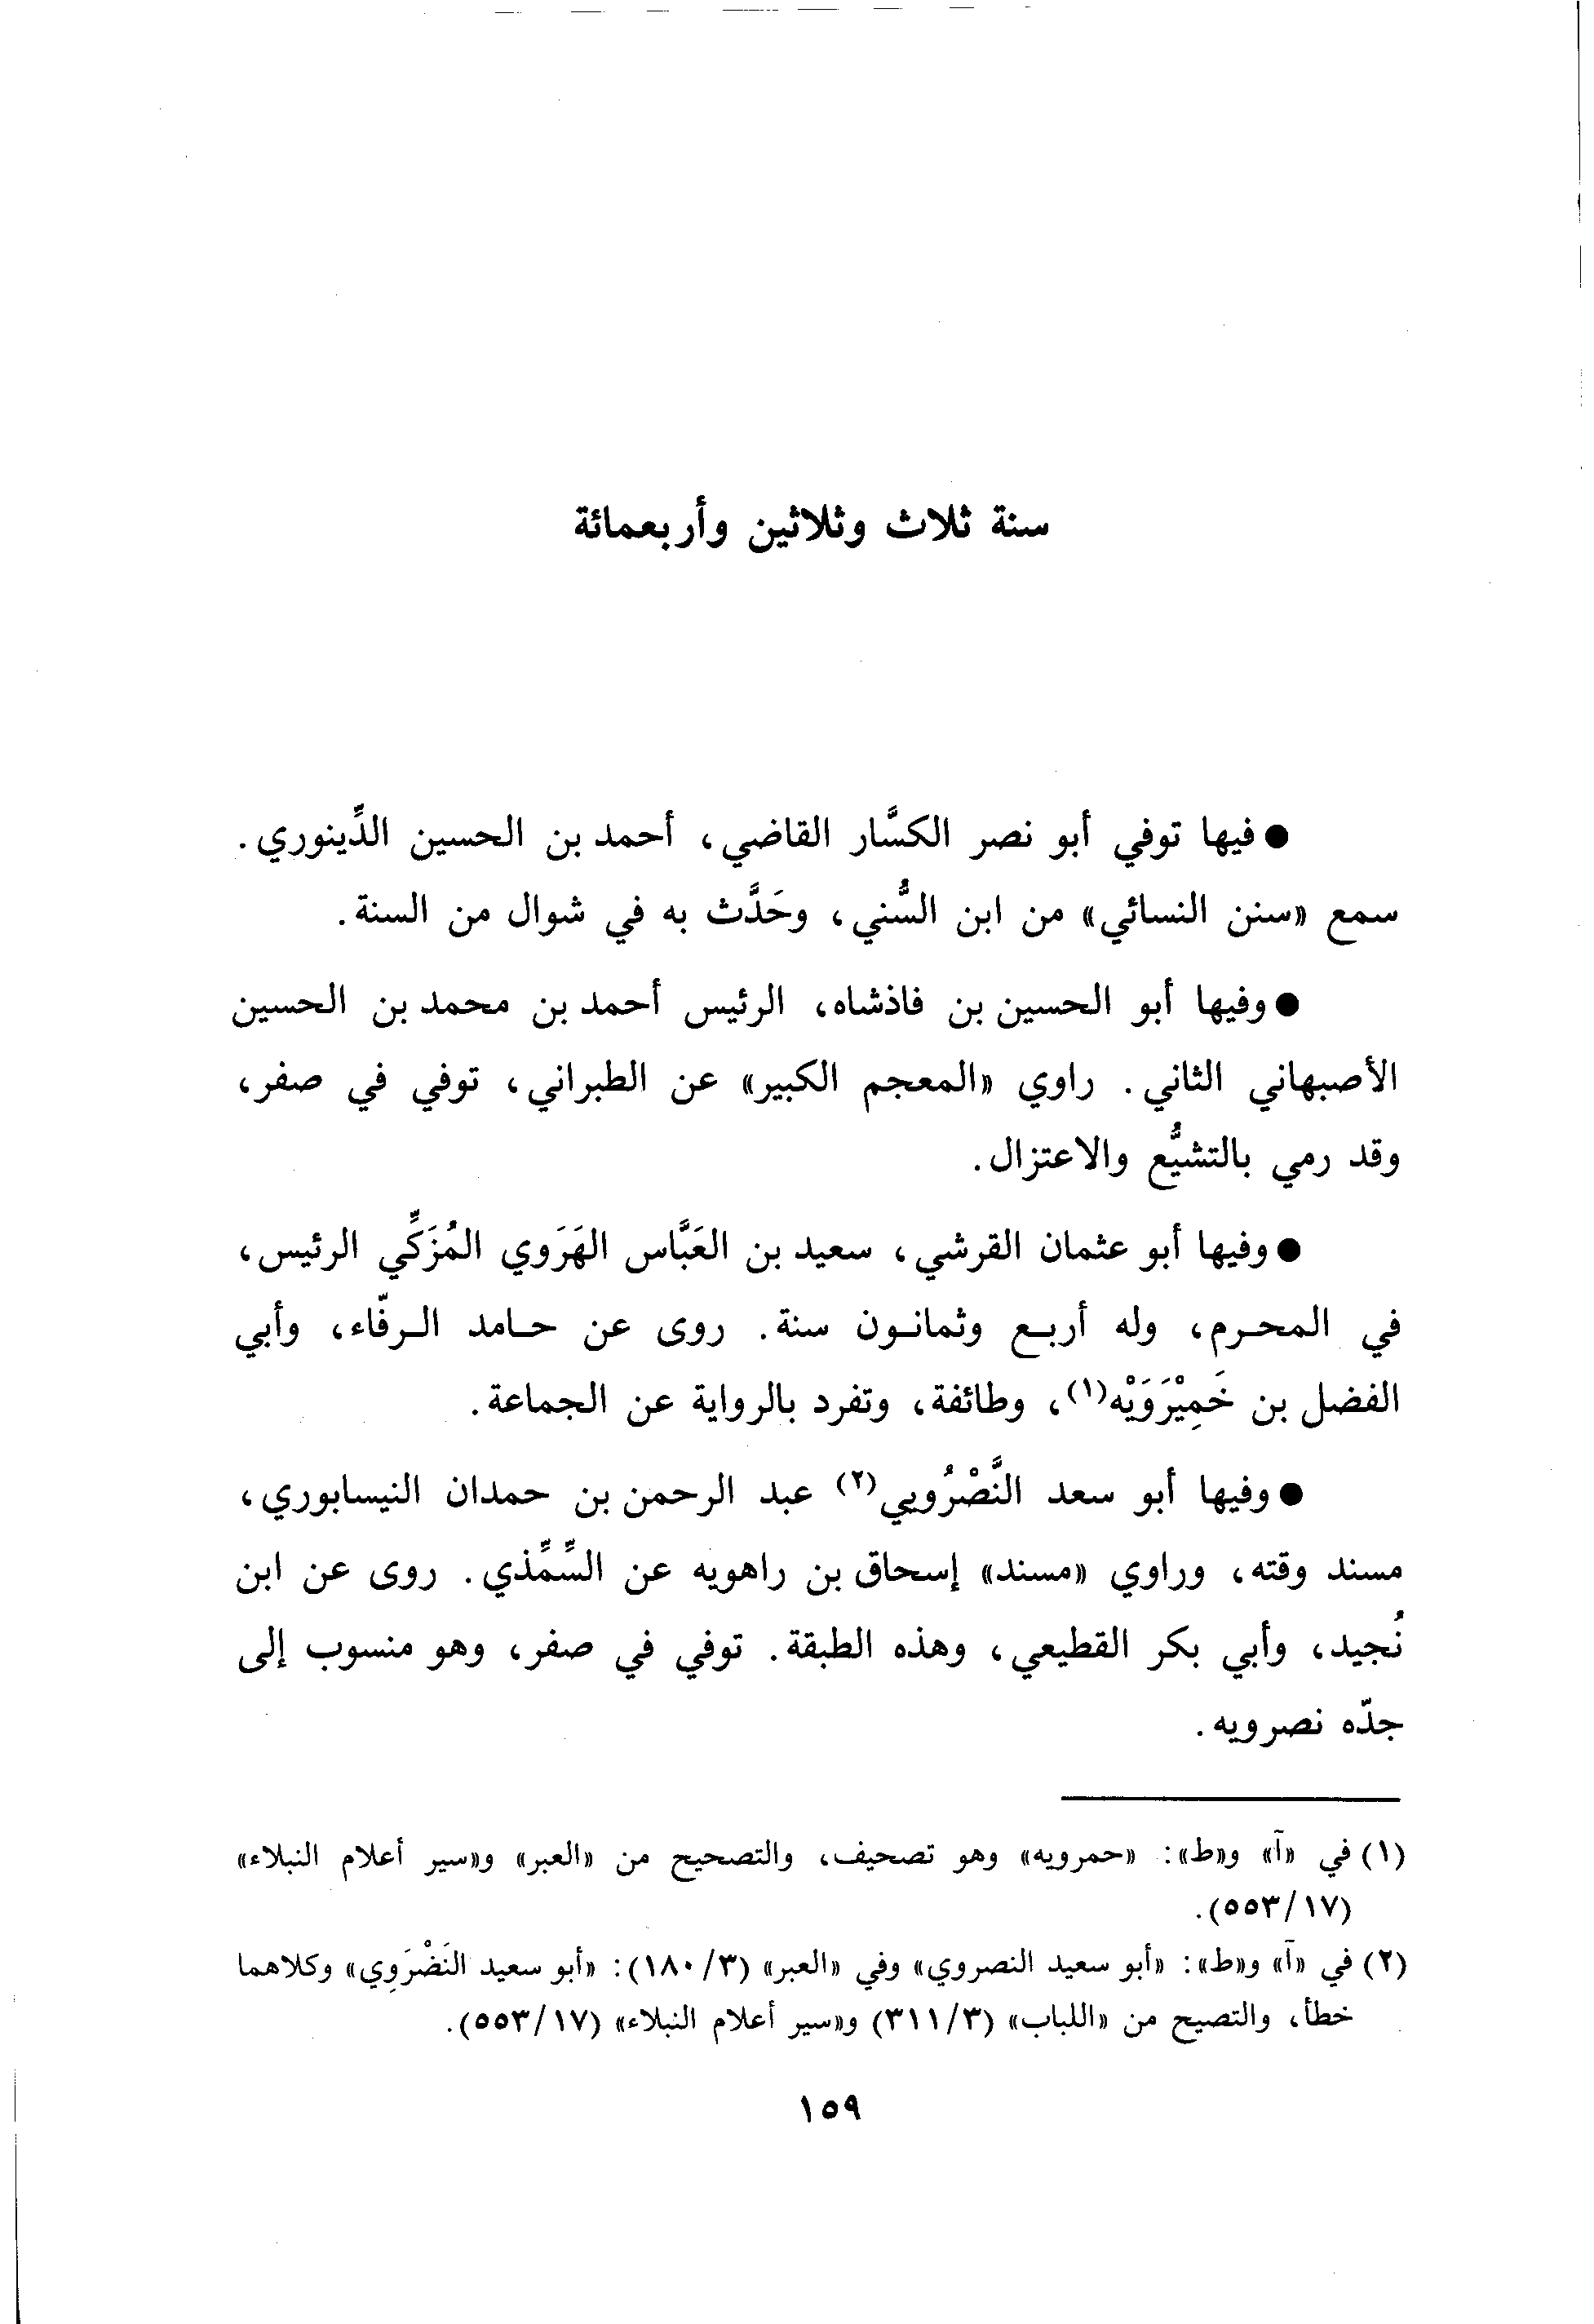 سنة ثلاث وثلاثين وأربعمائة
● فيها توفي أبو نصر الكسَّار القاضي، أحمد بن الحسين الدِّينوري.
سمع «سنن النسائي» من ابن السُّني، وحَدَّث به في شوال من السنة.
● وفيها أبو الحسين بن فاذشاه، الرئيس أحمد بن محمد بن الحسين
الأصبهاني الثاني. راوي «المعجم الكبير» عن الطبراني، توفي في صفر،
وقد رمي بالتشيُّع والاعتزال.
● وفيها أبو عثمان القرشي، سعيد بن العَبَّاس الهَرَوي المُزَكِّي الرئيس،
في المحرم، وله أربع وثمانون سنة. روى عن حامد الرفّاء، وأبي
الفضل بن خَمِيْرَوَيْه(١)، وطائفة، وتفرد بالرواية عن الجماعة.
● وفيها أبو سعد النَّصْرُويي(٢) عبد الرحمن بن حمدان النيسابوري،
مسند وقته، وراوي «مسند» إسحاق بن راهويه عن السِّمِّذي. روى عن ابن
نُجيد، وأبي بكر القطيعي، وهذه الطبقة. توفي في صفر، وهو منسوب إلى
جدّه نصرويه.
(١) في «آ» و«ط»: «حمرويه» وهو تصحيف، والتصحيح من «العبر» و«سير أعلام النبلاء»
(١٧/٥٥٣).
(٢) في «آ» و«ط»: «أبو سعيد النصروي» وفي «العبر» (٣/١٨٠): «أبو سعيد النَضْرَوِي» وكلاهما
خطأ، والتصيح من «اللباب» (٣/٣١١) و«سير أعلام النبلاء» (١٧/٥٥٣).
١٥٩